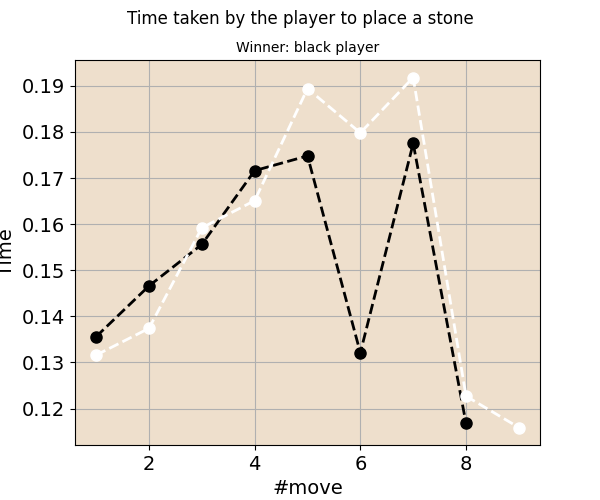 Time taken by the player to place a stone
Winner: black player
0.19
0.18
0.17
0.16
0.15
0.14
0.13
0.12
Time
2 4 6 8
#move